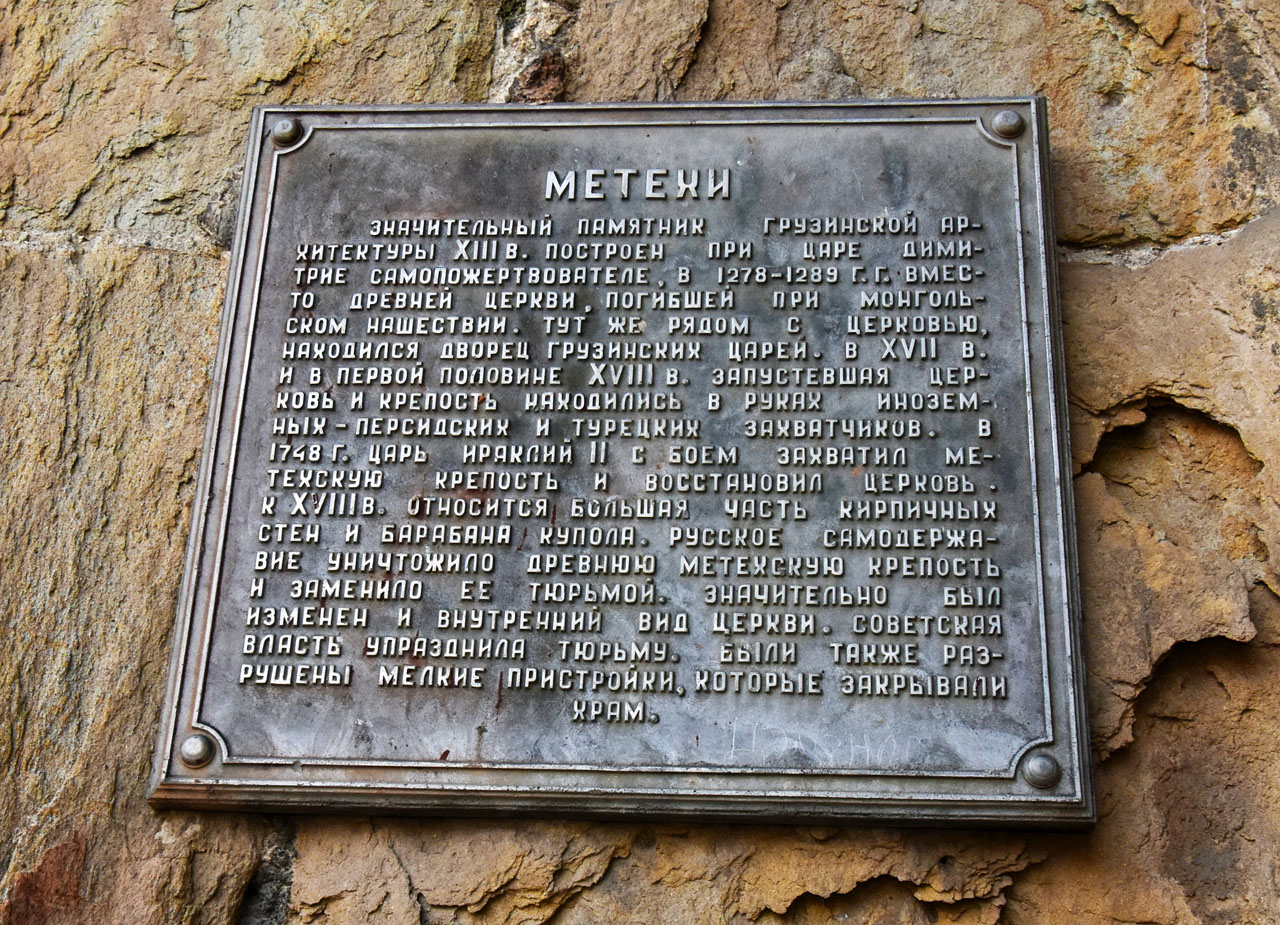 МЕТЕХИ
ЗНАЧИТЕЛЬНЫЙ ПАМЯТНИК ГРУЗИНСКОЙ АР-
ХИТЕКТУРЫ XIII В. ПОСТРОЕН ПРИ ЦАРЕ ДИМИ-
ТРИЕ САМОПОЖЕРТВОВАТЕЛЕ, В 1278-1289 Г.Г. ВМЕС-
ТО ДРЕВНЕЙ ЦЕРКВИ, ПОГИБШЕЙ ПРИ МОНГОЛЬ-
СКОМ НАШЕСТВИИ. ТУТ ЖЕ РЯДОМ С ЦЕРКОВЬЮ,
НАХОДИЛСЯ ДВОРЕЦ ГРУЗИНСКИХ ЦАРЕЙ. В XVII В.
И В ПЕРВОЙ ПОЛОВИНЕ XVIII В. ЗАПУСТЕВШАЯ ЦЕР-
КОВЬ И КРЕПОСТЬ НАХОДИЛИСЬ В РУКАХ ИНОЗЕМ-
НЫХ-ПЕРСИДСКИХ И ТУРЕЦКИХ ЗАХВАТЧИКОВ. В
1748 Г. ЦАРЬ ИРАКЛИЙ II С БОЕМ ЗАХВАТИЛ МЕ-
ТЕХСКУЮ КРЕПОСТЬ И ВОССТАНОВИЛ ЦЕРКОВЬ.
К XVIII В. ОТНОСИТСЯ БОЛЬШАЯ ЧАСТЬ КИРПИЧНЫХ
СТЕН И БАРАБАНА КУПОЛА. РУССКОЕ САМОДЕРЖА-
ВИЕ УНИЧТОЖИЛО ДРЕВНЮЮ МЕТЕХСКУЮ КРЕПОСТЬ
И ЗАМЕНИЛО ЕЕ ТЮРЬМОЙ. ЗНАЧИТЕЛЬНО БЫЛ
ИЗМЕНЕН И ВНУТРЕННИЙ ВИД ЦЕРКВИ. СОВЕТСКАЯ
ВЛАСТЬ УПРАЗДНИЛА ТЮРЬМУ. БЫЛИ ТАКЖЕ РАЗ-
РУШЕНЫ МЕЛКИЕ ПРИСТРОЙКИ, КОТОРЫЕ ЗАКРЫВАЛИ
ХРАМ.